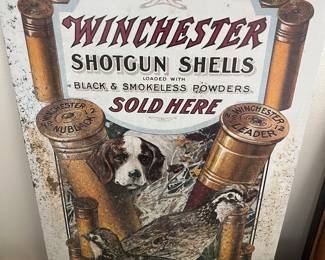 WINCHESTER
SHOTGUN SHELLS
LOADED WITH
BLACK & SMOKELESS POWDERS
SOLD HERE
WINCHESTER
NUBLACK
WINCHESTER
LEADER